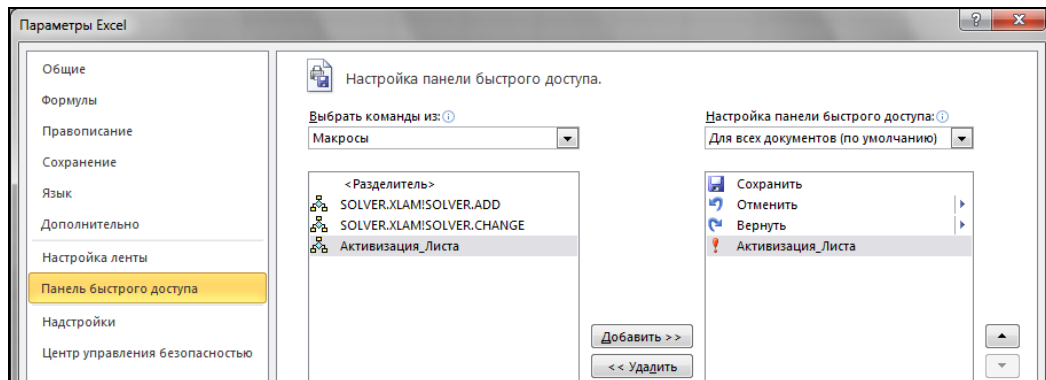 Параметры Excel
Общие
Формулы
Правописание
Сохранение
Язык
Дополнительно
Настройка ленты
Панель быстрого доступа
Надстройки
Центр управления безопасностью
Настройка панели быстрого доступа.
Выбрать команды из:
Макросы
<Разделитель>
SOLVER.XLAM!SOLVER.ADD
SOLVER.XLAM!SOLVER.CHANGE
Активизация_Листа
Добавить >>
<< Удалить
Настройка панели быстрого доступа:
Для всех документов (по умолчанию)
Сохранить
Отменить
Вернуть
Активизация_Листа